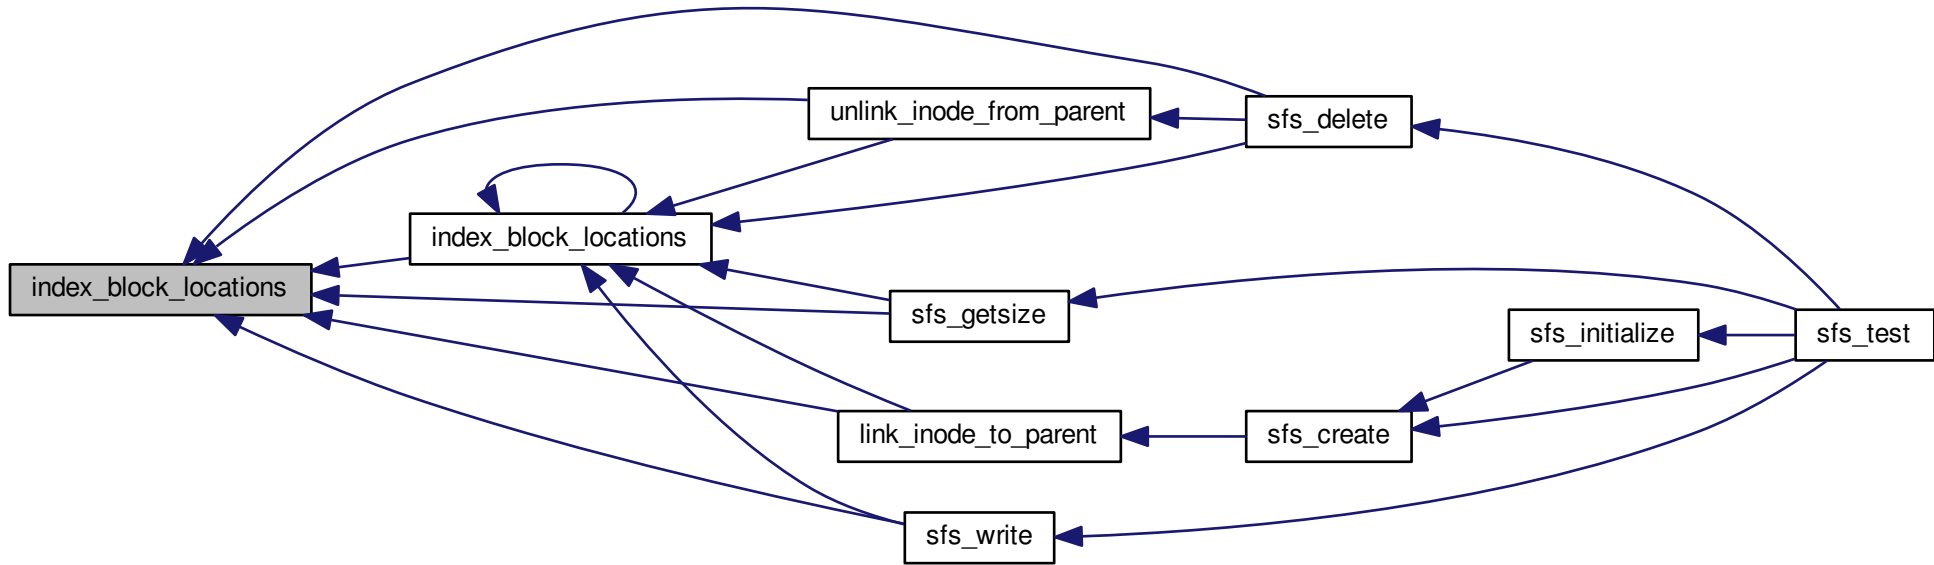 unlink_inode_from_parent
sfs_delete
index_block_locations
index_block_locations
sfs_getsize
sfs_initialize
sfs_test
link_inode_to_parent
sfs_create
sfs_write